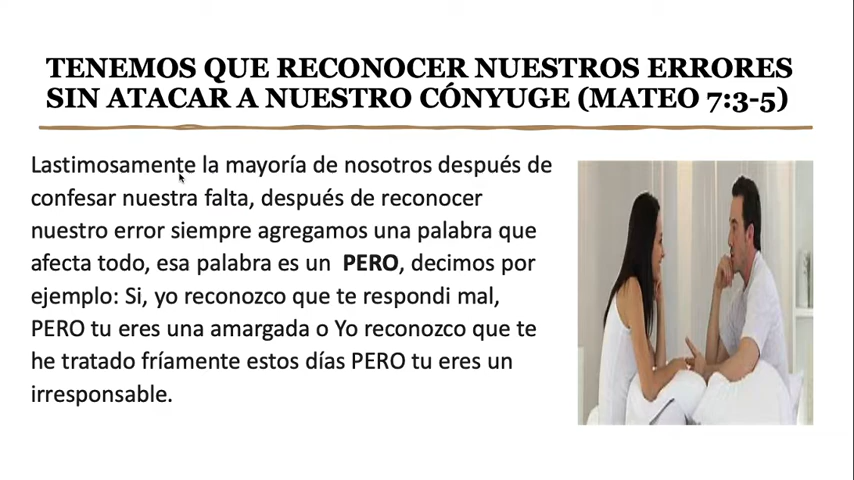 TENEMOS QUE RECONOCER NUESTROS ERRORES
SIN ATACAR A NUESTRO CÓNYUGE (MATEO 7:3-5)
Lastimosamente la mayoría de nosotros después de
confesar nuestra falta, después de reconocer
nuestro error siempre agregamos una palabra que
afecta todo, esa palabra es un PERO, decimos por
ejemplo: Si, yo reconozco que te respondi mal,
PERO tu eres una amargada o Yo reconozco que te
he tratado fríamente estos días PERO tu eres un
irresponsable.